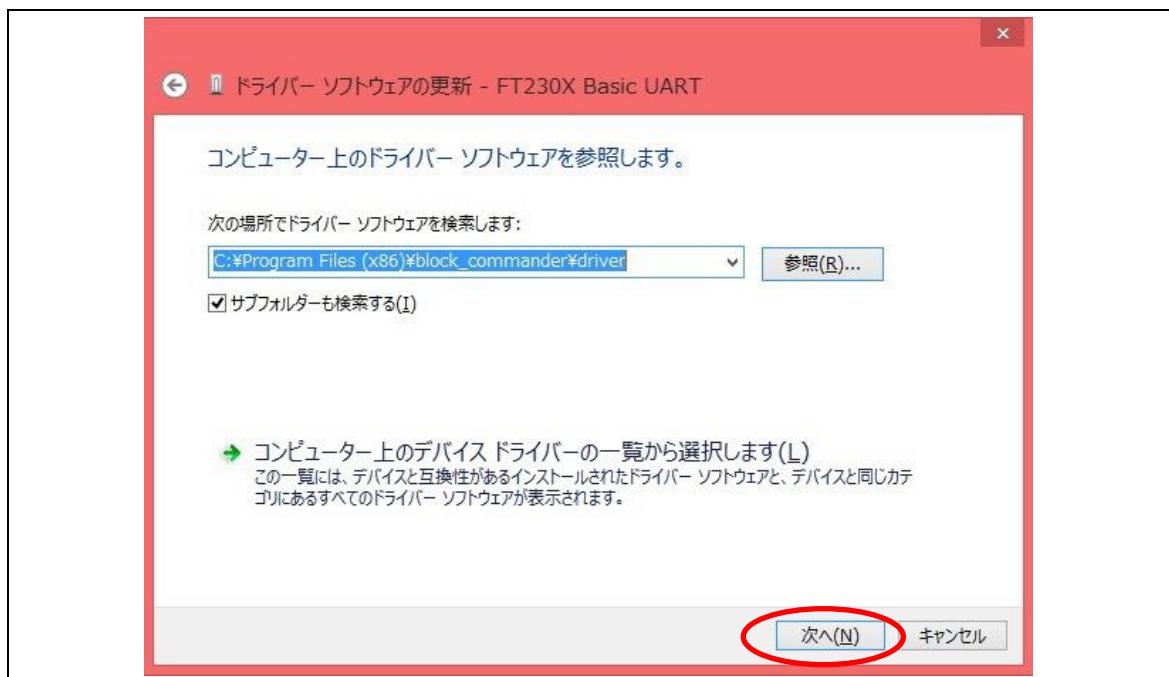 ドライバー ソフトウェアの更新 - FT230X Basic UART
コンピューター上のドライバー ソフトウェアを参照します。
次の場所でドライバー ソフトウェアを検索します:
C:¥Program Files (x86)¥block_commander¥driver
参照(R)...
サブフォルダーも検索する(I)
コンピューター上のデバイス ドライバーの一覧から選択します(L)
この一覧には、デバイスと互換性があるインストールされたドライバー ソフトウェアと、デバイスと同じカテ
ゴリにあるすべてのドライバー ソフトウェアが表示されます。
次へ(N)
キャンセル